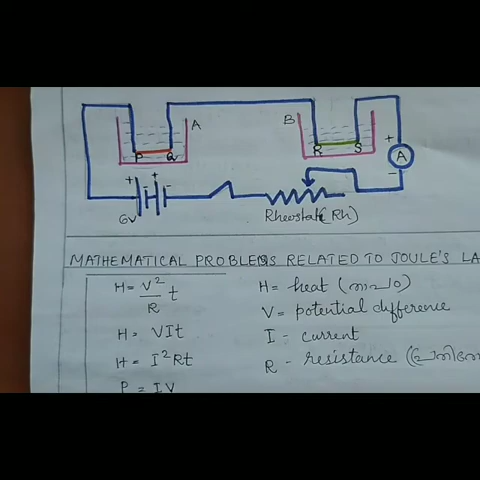 A
B
P Q
R S
+
A
-
+ - + -
6V
Rheostat (Rh)
MATHEMATICAL PROBLEMS RELATED TO JOULE'S LA
H = V²/R t
H = heat (താപം)
V = potential difference
H = VIt
I - current
H = I²Rt
R - resistance
P = IV